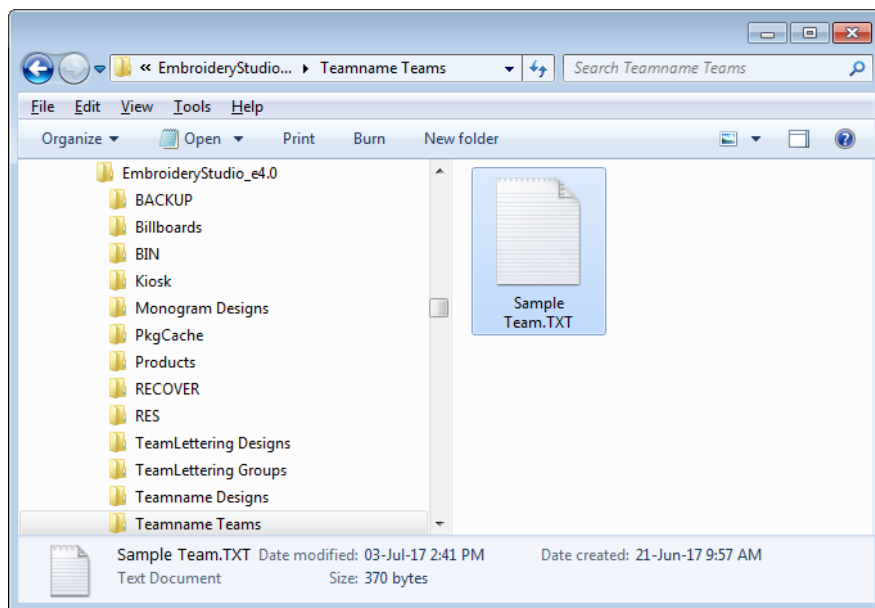 « EmbroideryStudio... ▸ Teamname Teams
Search Teamname Teams
File Edit View Tools Help
Organize Open Print Burn New folder
EmbroideryStudio_e4.0
BACKUP
Billboards
BIN
Kiosk
Monogram Designs
PkgCache
Products
RECOVER
RES
TeamLettering Designs
TeamLettering Groups
Teamname Designs
Teamname Teams
Sample
Team.TXT
Sample Team.TXT Date modified: 03-Jul-17 2:41 PM Date created: 21-Jun-17 9:57 AM
Text Document Size: 370 bytes